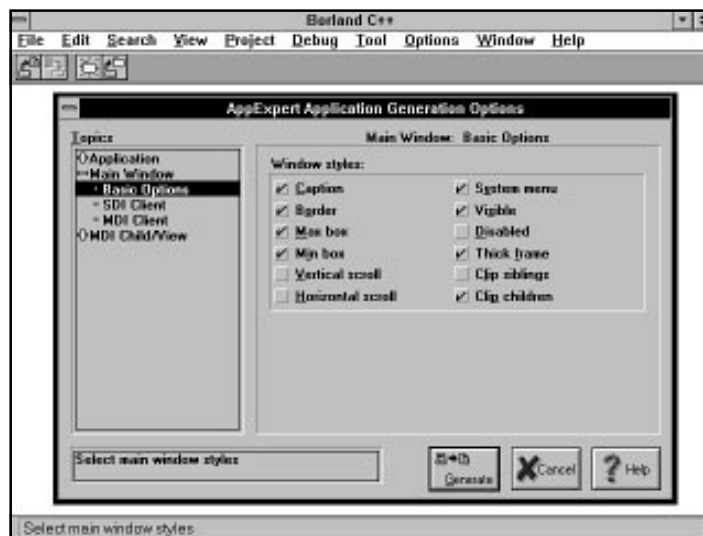 Borland C++
File Edit Search View Project Debug Tool Options Window Help
AppExpert Application Generation Options
Topics
Application
Main Window
Basic Options
SDI Client
MDI Client
MDI Child/View
Main Window: Basic Options
Window styles:
Caption
Border
Max box
Min box
Vertical scroll
Horizontal scroll
System menu
Visible
Disabled
Thick frame
Clip siblings
Clip children
Select main window styles
Generate
Cancel
? Help
Select main window styles